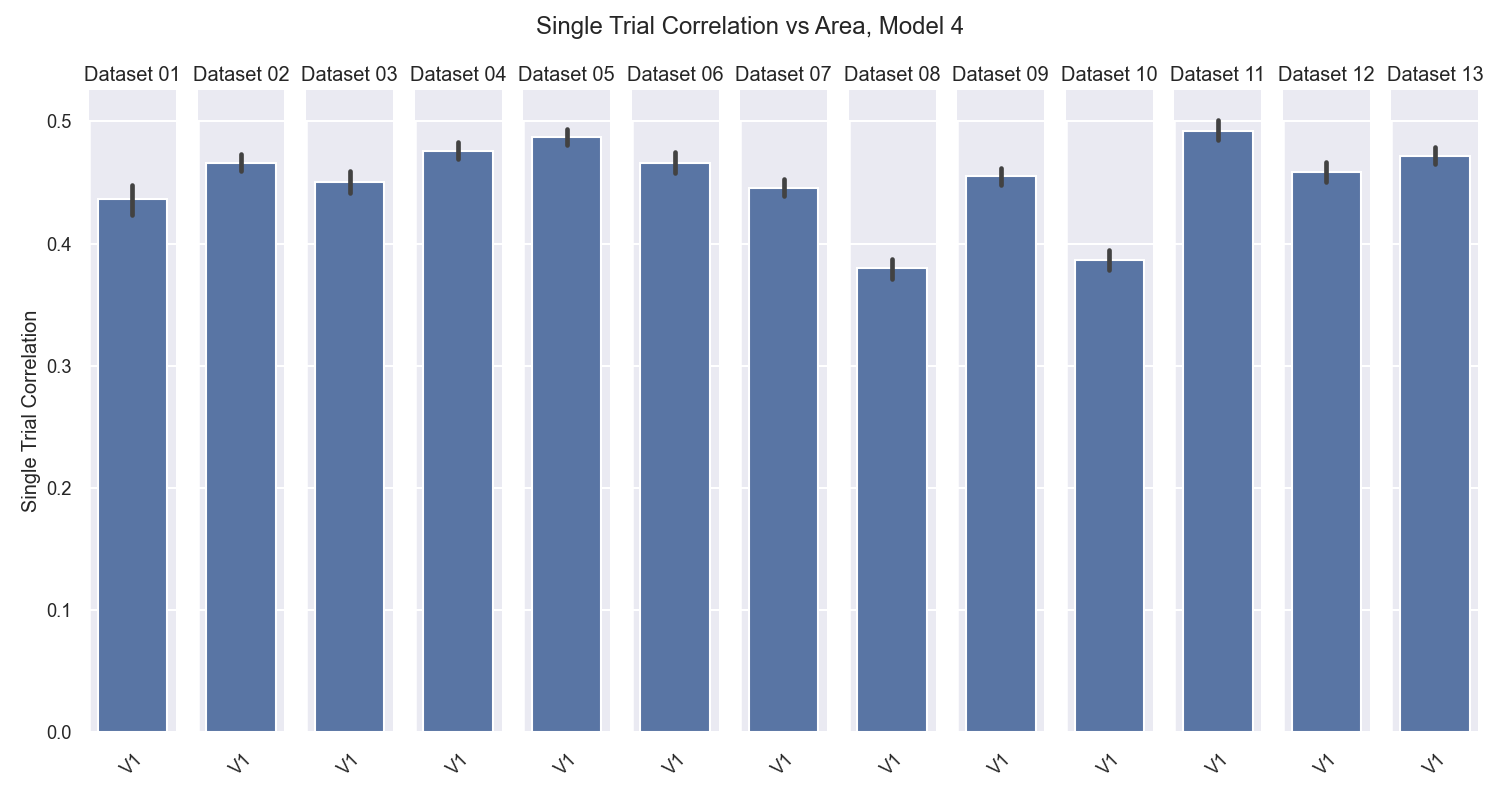 Single Trial Correlation vs Area, Model 4
Dataset 01 Dataset 02 Dataset 03 Dataset 04 Dataset 05 Dataset 06 Dataset 07 Dataset 08 Dataset 09 Dataset 10 Dataset 11 Dataset 12 Dataset 13
0.5
0.4
0.3
0.2
0.1
0.0
Single Trial Correlation
V1 V1 V1 V1 V1 V1 V1 V1 V1 V1 V1 V1 V1